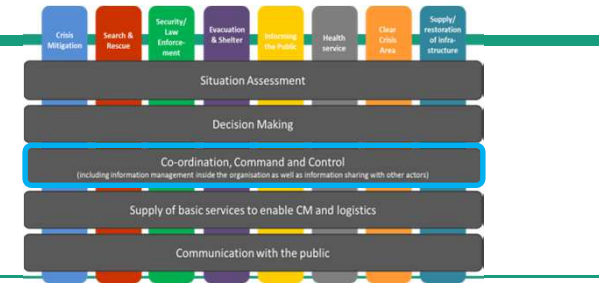 Crisis
Mitigation
Search &
Rescue
Security/
Law
Enforce-
ment
Evacuation
& Shelter
Informing
the Public
Health
service
Clear
Crisis
Area
Supply/
restoration
of infra-
structure
Situation Assessment
Decision Making
Co-ordination, Command and Control
(including information management inside the organisation as well as information sharing with other actors)
Supply of basic services to enable CM and logistics
Communication with the public